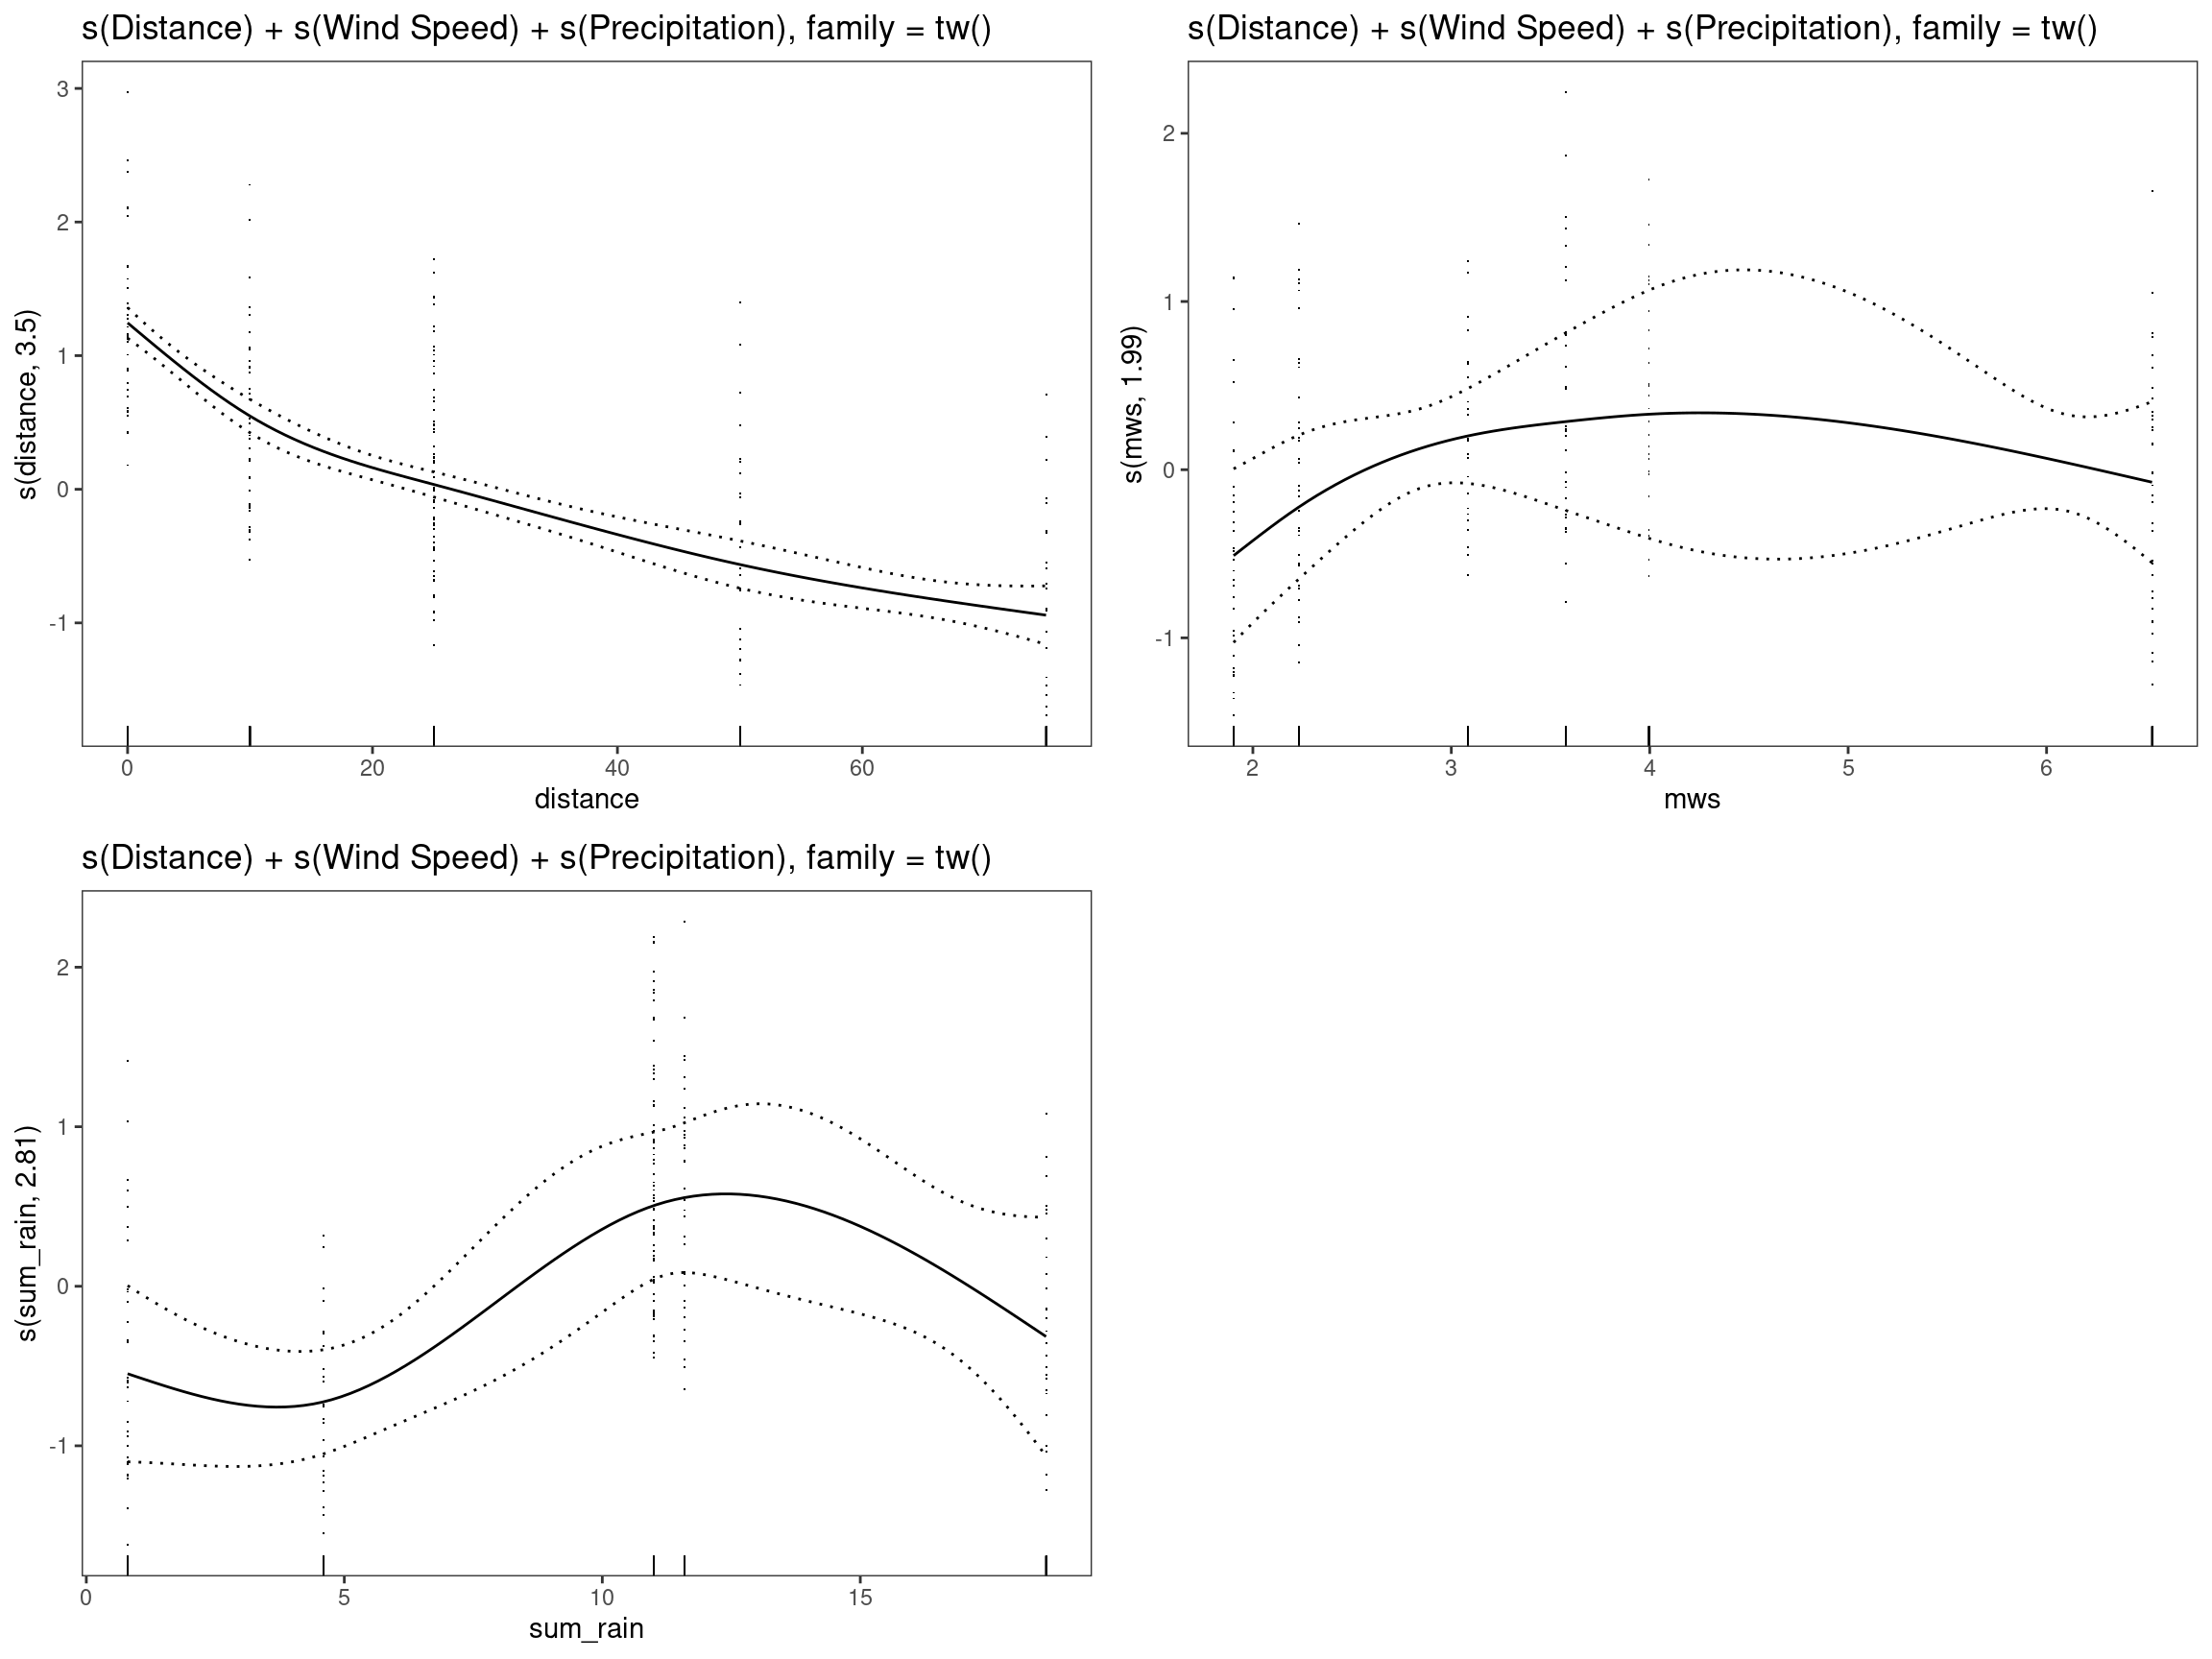 s(Distance) + s(Wind Speed) + s(Precipitation), family = tw()
3
2
1
0
-1
s(distance, 3.5)
0 20 40 60
distance
s(Distance) + s(Wind Speed) + s(Precipitation), family = tw()
2
1
0
-1
s(mws, 1.99)
2 3 4 5 6
mws
s(Distance) + s(Wind Speed) + s(Precipitation), family = tw()
2
1
0
-1
s(sum_rain, 2.81)
0 5 10 15
sum_rain